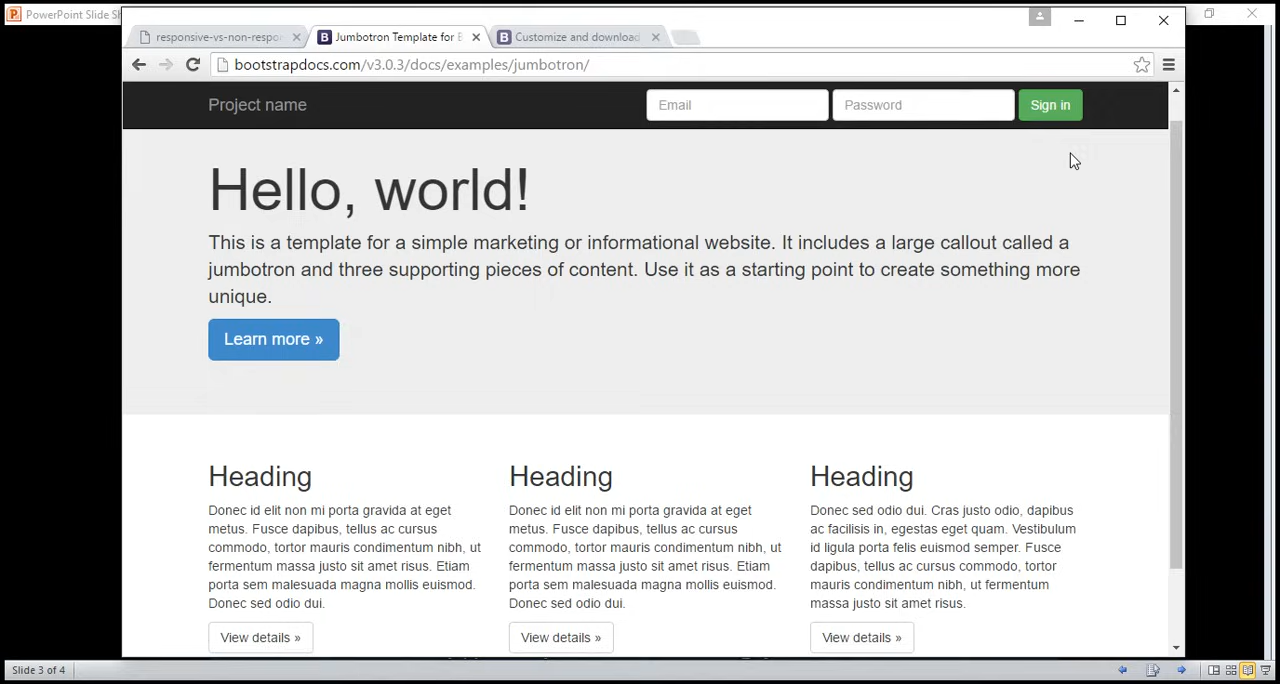 PowerPoint Slide Sh
responsive-vs-non-respo
Jumbotron Template for B
Customize and download
bootstrapdocs.com/v3.0.3/docs/examples/jumbotron/
Project name
Email
Password
Sign in
Hello, world!
This is a template for a simple marketing or informational website. It includes a large callout called a
jumbotron and three supporting pieces of content. Use it as a starting point to create something more
unique.
Learn more »
Heading
Donec id elit non mi porta gravida at eget
metus. Fusce dapibus, tellus ac cursus
commodo, tortor mauris condimentum nibh, ut
fermentum massa justo sit amet risus. Etiam
porta sem malesuada magna mollis euismod.
Donec sed odio dui.
View details »
Heading
Donec id elit non mi porta gravida at eget
metus. Fusce dapibus, tellus ac cursus
commodo, tortor mauris condimentum nibh, ut
fermentum massa justo sit amet risus. Etiam
porta sem malesuada magna mollis euismod.
Donec sed odio dui.
View details »
Heading
Donec sed odio dui. Cras justo odio, dapibus
ac facilisis in, egestas eget quam. Vestibulum
id ligula porta felis euismod semper. Fusce
dapibus, tellus ac cursus commodo, tortor
mauris condimentum nibh, ut fermentum
massa justo sit amet risus.
View details »
Slide 3 of 4